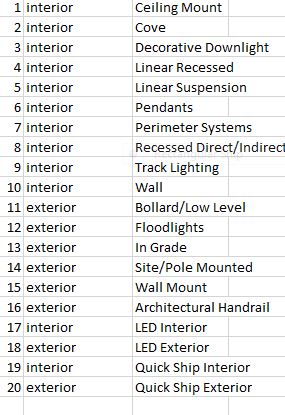 1 interior Ceiling Mount
2 interior Cove
3 interior Decorative Downlight
4 interior Linear Recessed
5 interior Linear Suspension
6 interior Pendants
7 interior Perimeter Systems
8 interior Recessed Direct/Indirect
9 interior Track Lighting
10 interior Wall
11 exterior Bollard/Low Level
12 exterior Floodlights
13 exterior In Grade
14 exterior Site/Pole Mounted
15 exterior Wall Mount
16 exterior Architectural Handrail
17 interior LED Interior
18 exterior LED Exterior
19 interior Quick Ship Interior
20 exterior Quick Ship Exterior